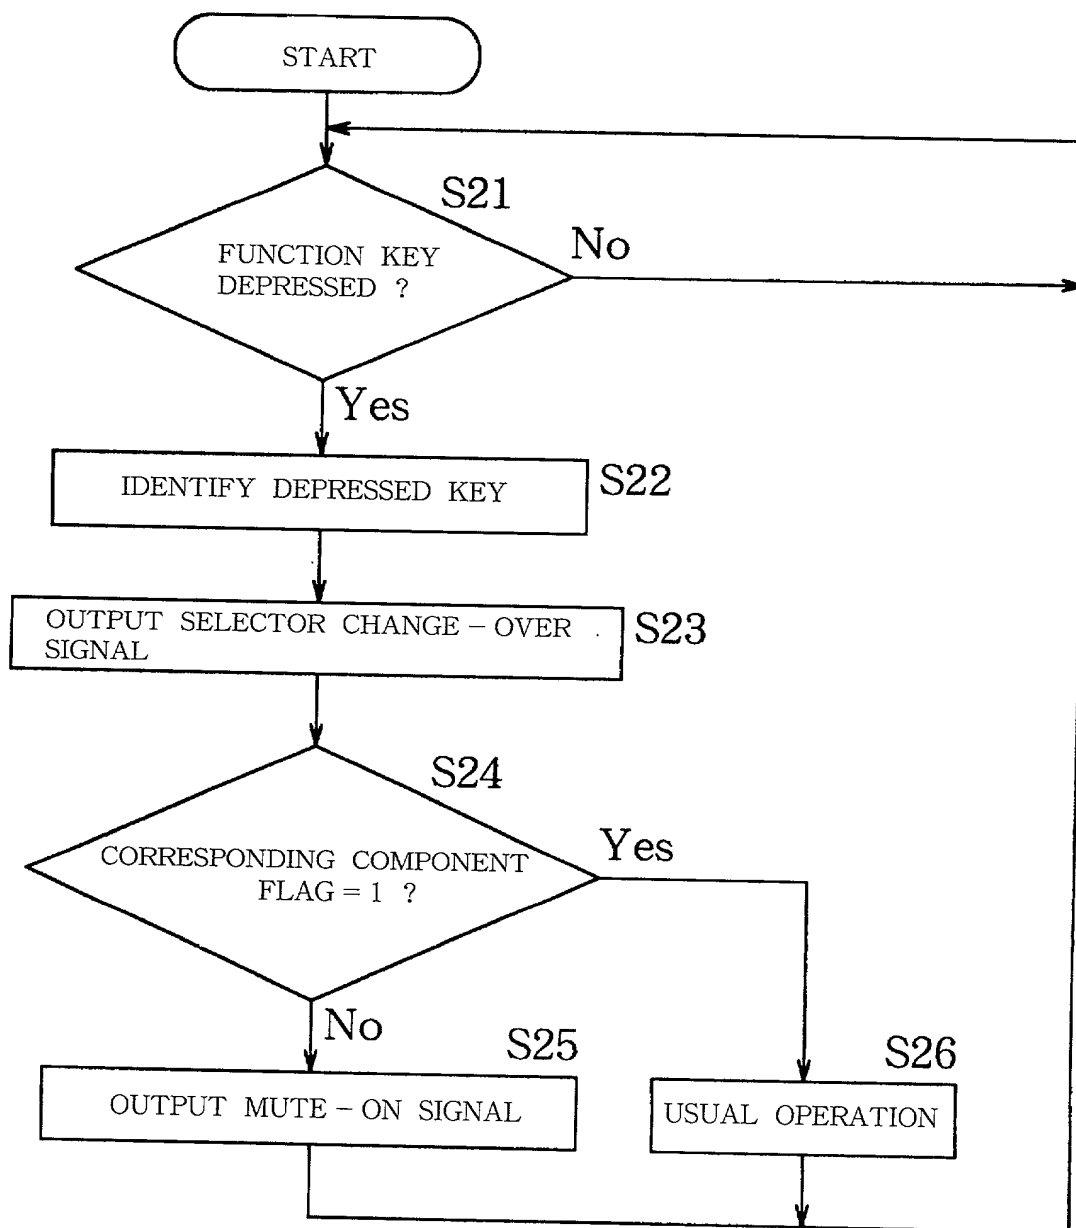 START
S21
FUNCTION KEY
DEPRESSED ?
No
Yes
IDENTIFY DEPRESSED KEY
S22
OUTPUT SELECTOR CHANGE-OVER
SIGNAL
S23
S24
CORRESPONDING COMPONENT
FLAG = 1 ?
Yes
No
S25
OUTPUT MUTE-ON SIGNAL
S26
USUAL OPERATION